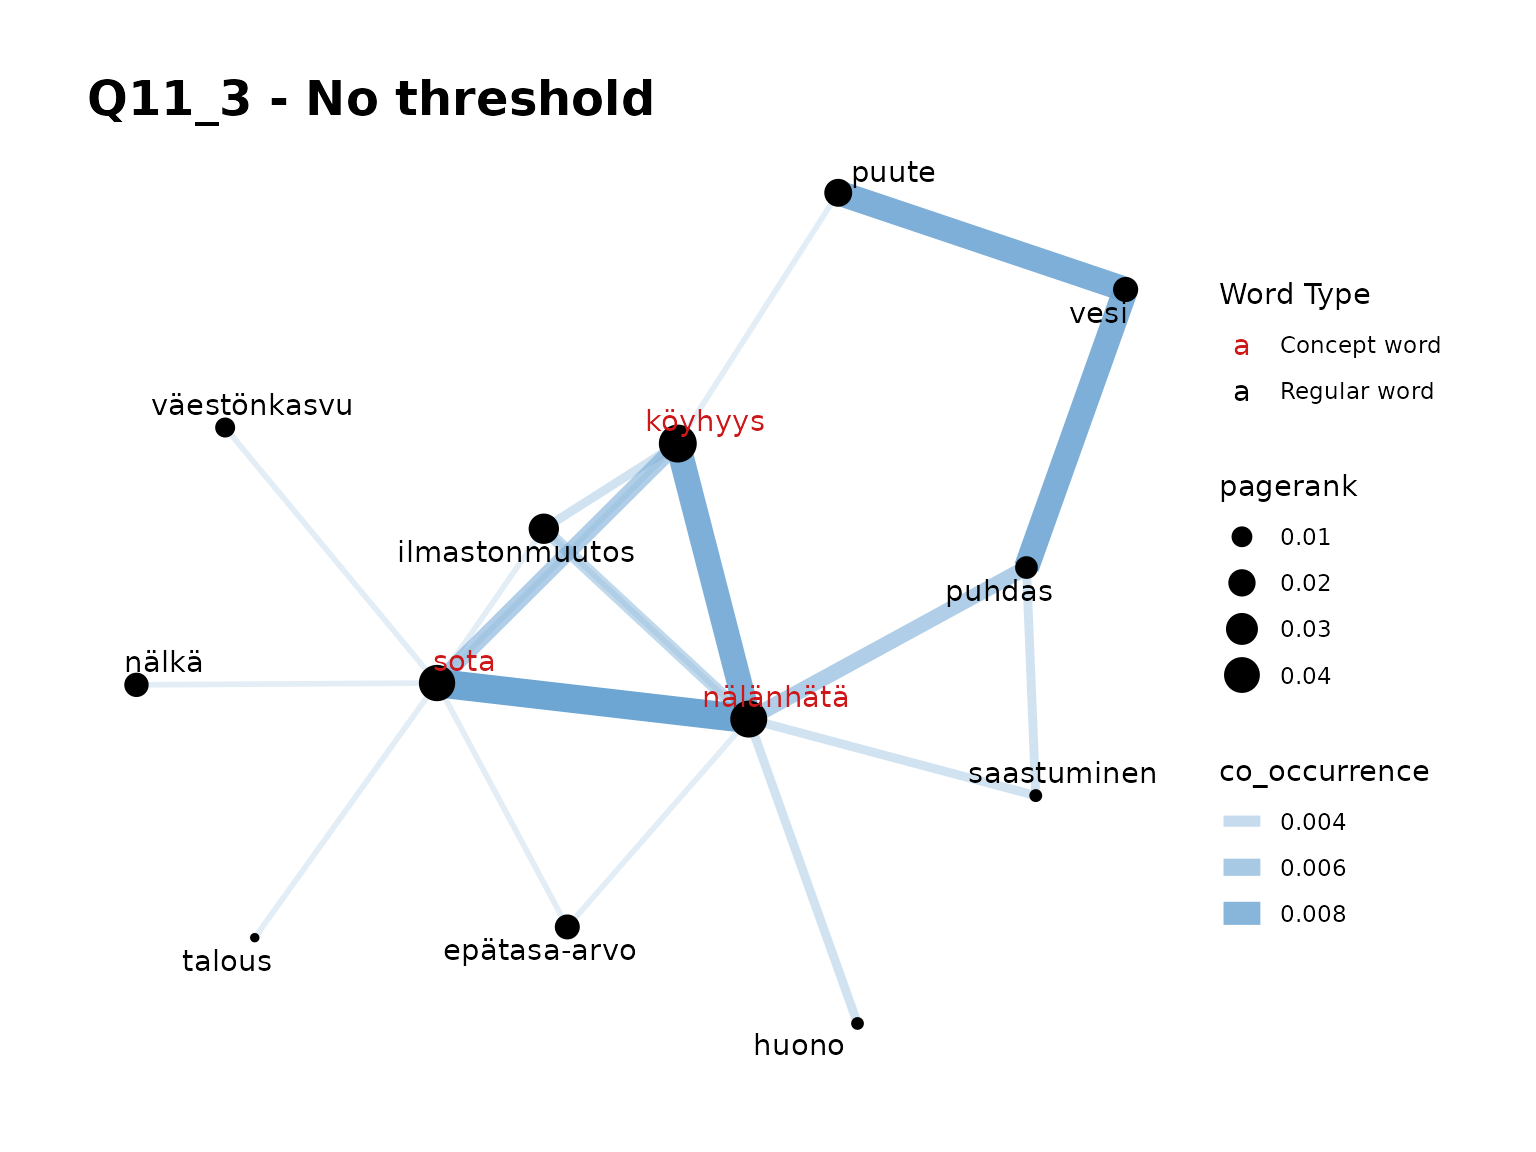 Q11_3 - No threshold
puute
vesi
väestönkasvu
köyhyys
ilmastonmuutos
puhdas
nälkä
sota
nälänhätä
saastuminen
talous
epätasa-arvo
huono
Word Type
a Concept word
a Regular word
pagerank
0.01
0.02
0.03
0.04
co_occurrence
0.004
0.006
0.008